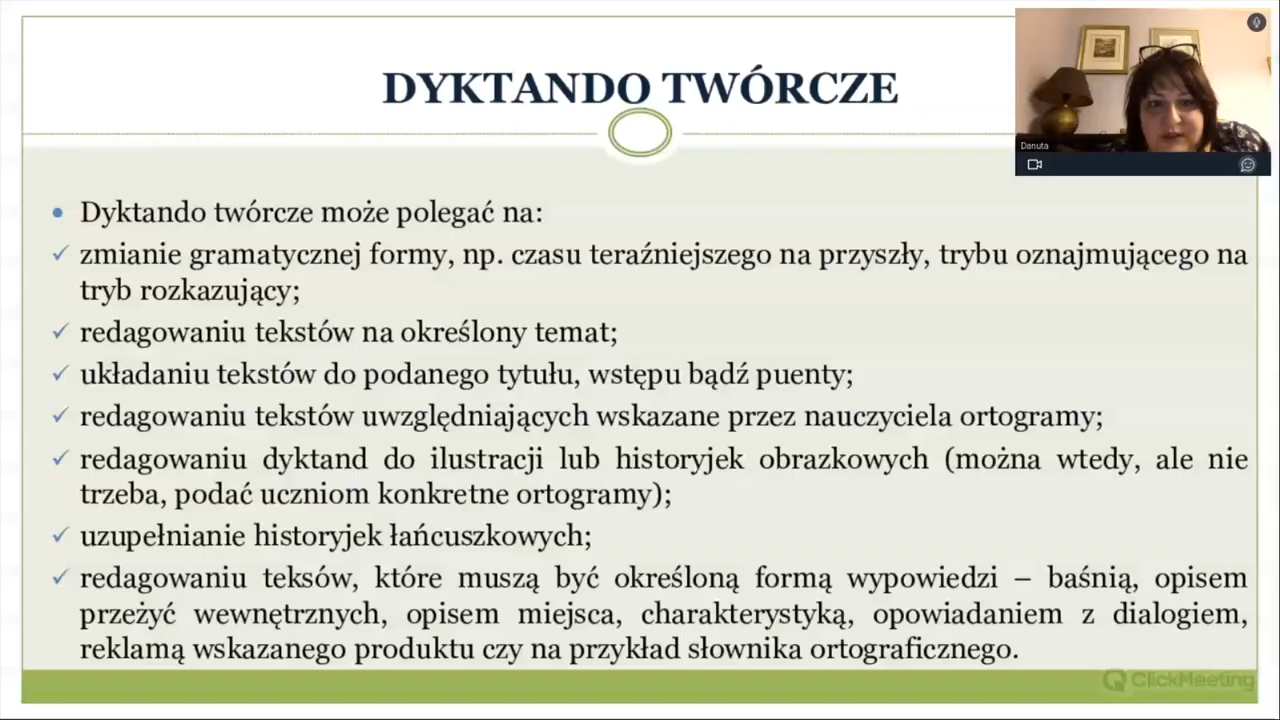 DYKTANDO TWÓRCZE
Danuta
Dyktando twórcze może polegać na:
zmianie gramatycznej formy, np. czasu teraźniejszego na przyszły, trybu oznajmującego na
tryb rozkazujący;
redagowaniu tekstów na określony temat;
układaniu tekstów do podanego tytułu, wstępu bądź puenty;
redagowaniu tekstów uwzględniających wskazane przez nauczyciela ortogramy;
redagowaniu dyktand do ilustracji lub historyjek obrazkowych (można wtedy, ale nie
trzeba, podać uczniom konkretne ortogramy);
uzupełnianie historyjek łańcuszkowych;
redagowaniu teksów, które muszą być określoną formą wypowiedzi – baśnią, opisem
przeżyć wewnętrznych, opisem miejsca, charakterystyką, opowiadaniem z dialogiem,
reklamą wskazanego produktu czy na przykład słownika ortograficznego.
ClickMeeting